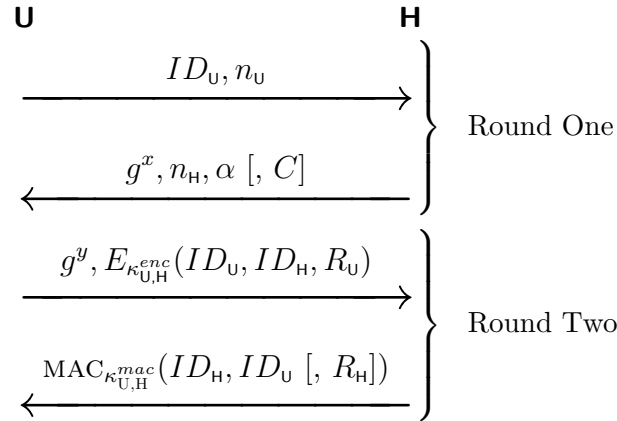 U H
ID_U, n_U
Round One
g^x, n_H, α [, C]
g^y, E_{κ^{enc}_{U,H}}(ID_U, ID_H, R_U)
Round Two
MAC_{κ^{mac}_{U,H}}(ID_H, ID_U [, R_H])